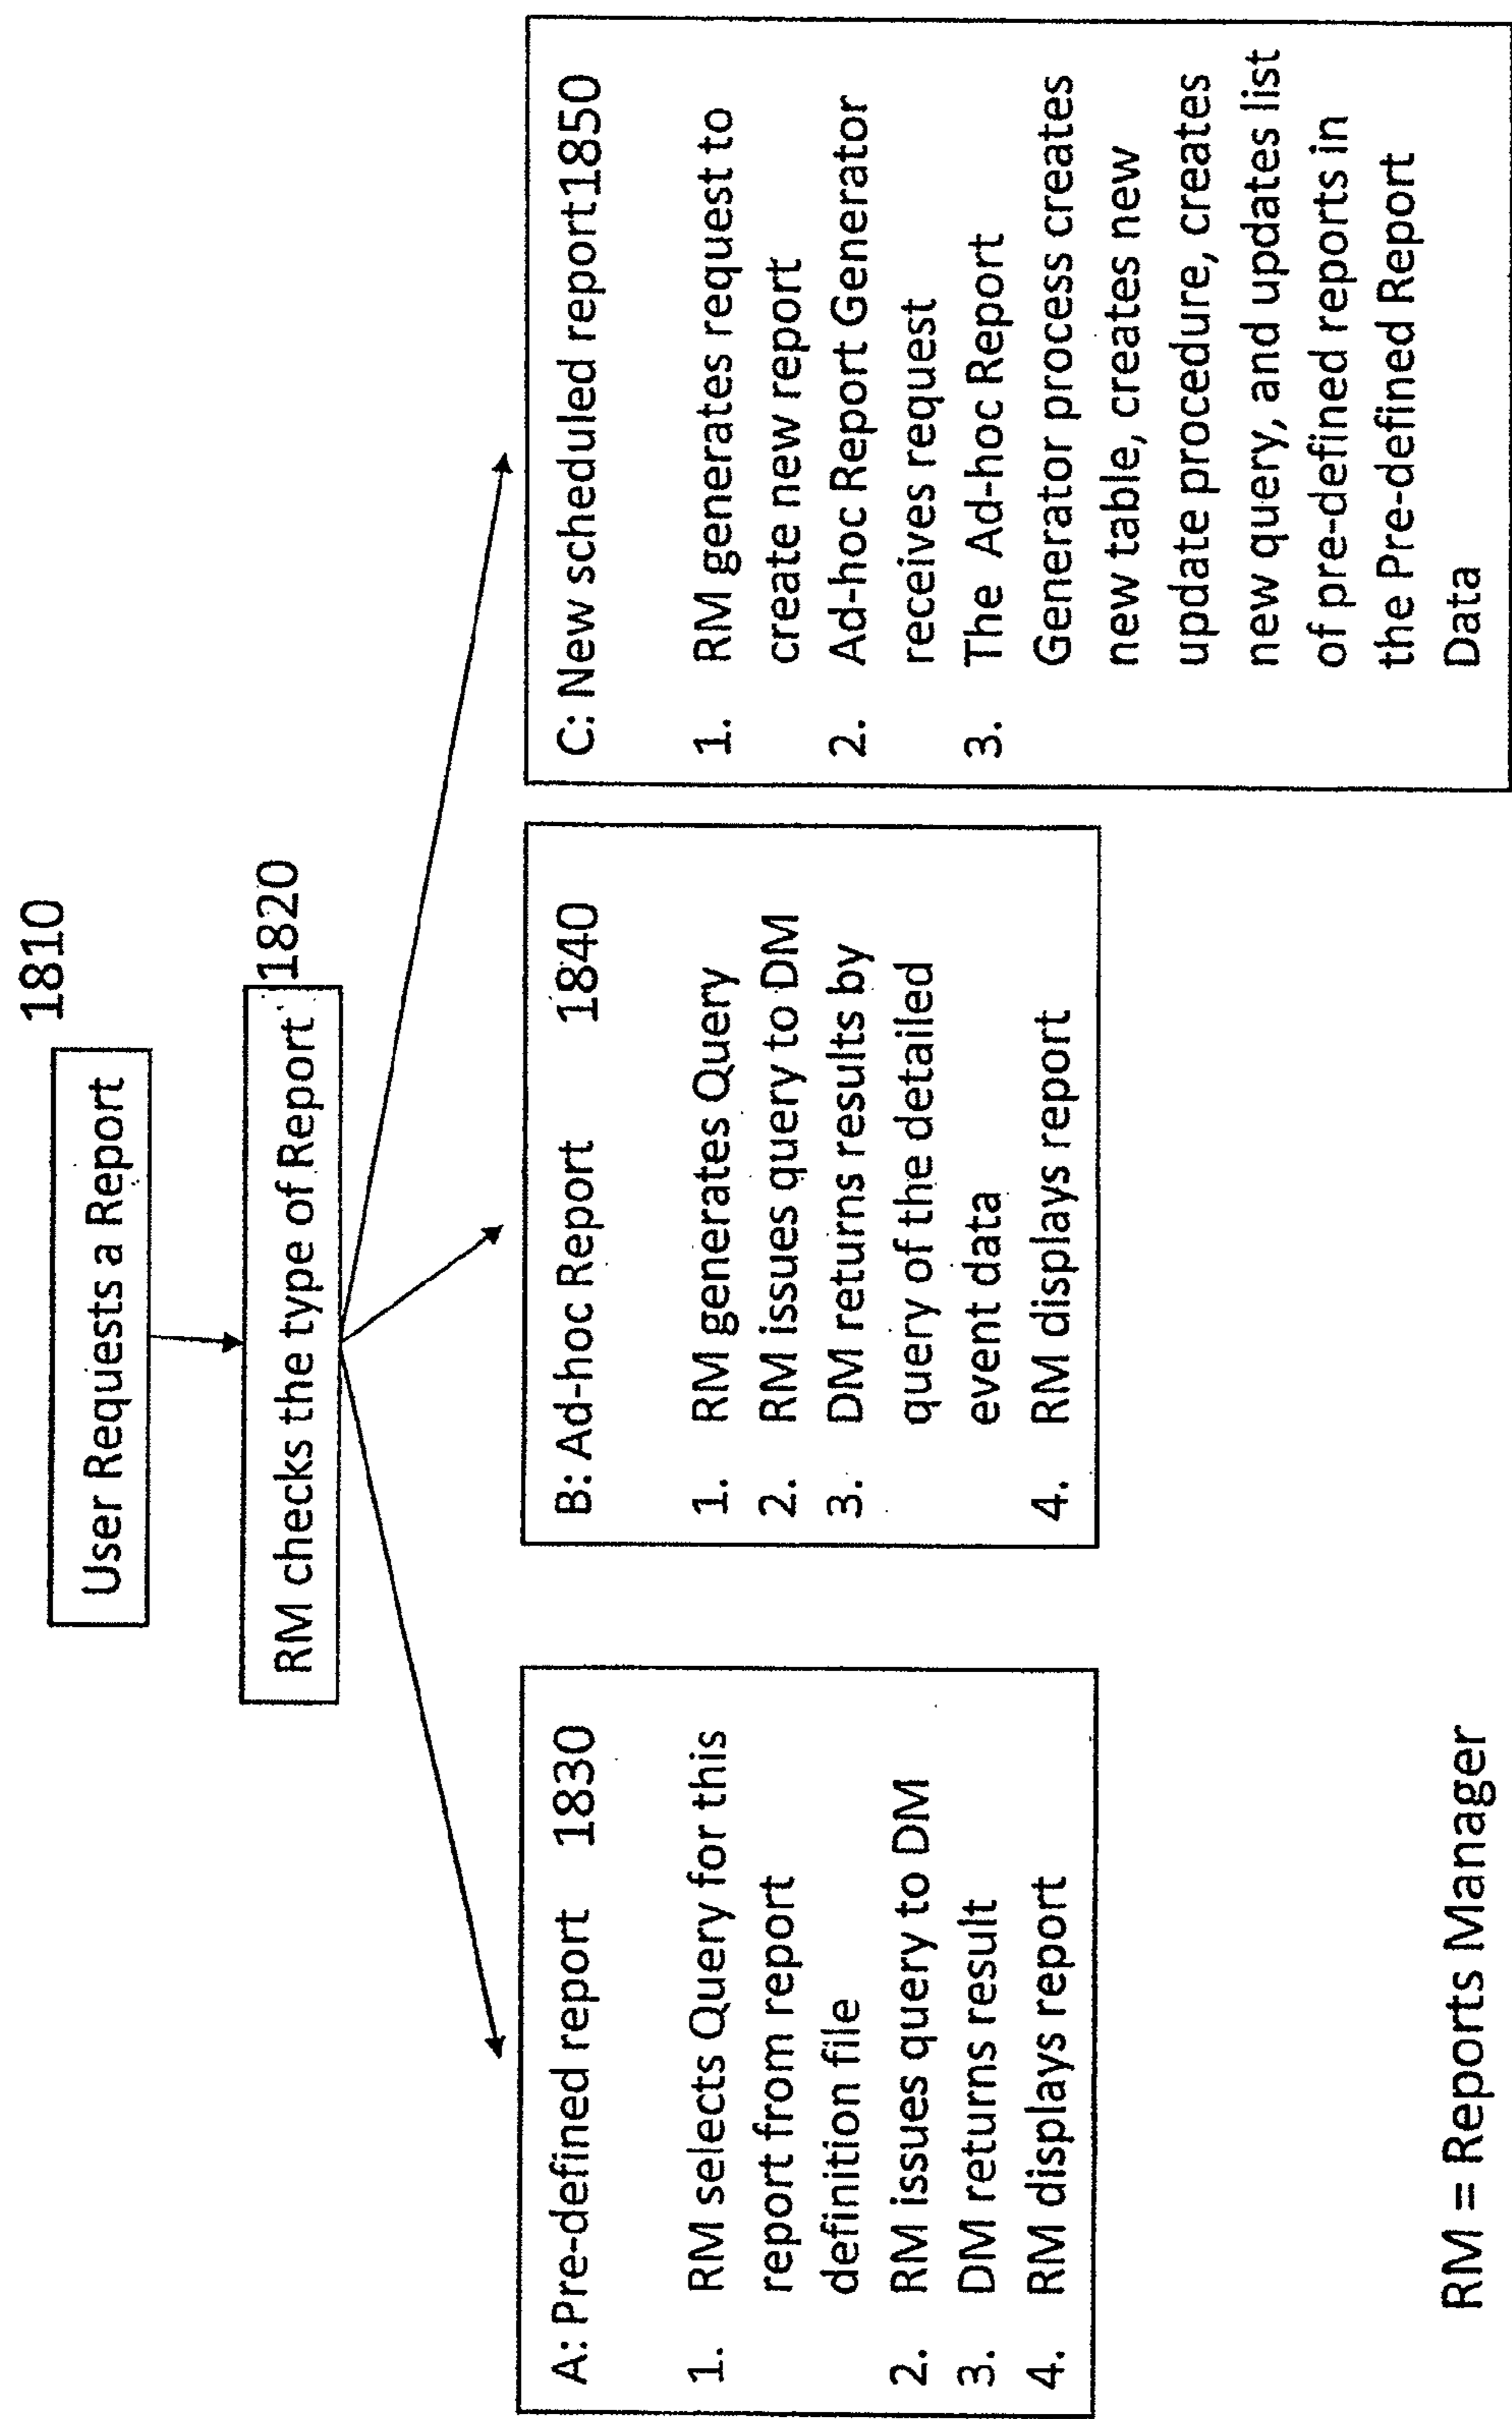 1810
User Requests a Report
1820
RM checks the type of Report
A: Pre-defined report 1830
1. RM selects Query for this
report from report
definition file
2. RM issues query to DM
3. DM returns result
4. RM displays report
B: Ad-hoc Report 1840
1. RM generates Query
2. RM issues query to DM
3. DM returns results by
query of the detailed
event data
4. RM displays report
C: New scheduled report1850
1. RM generates request to
create new report
2. Ad-hoc Report Generator
receives request
3. The Ad-hoc Report
Generator process creates
new table, creates new
update procedure, creates
new query, and updates list
of pre-defined reports in
the Pre-defined Report
Data
RM = Reports Manager